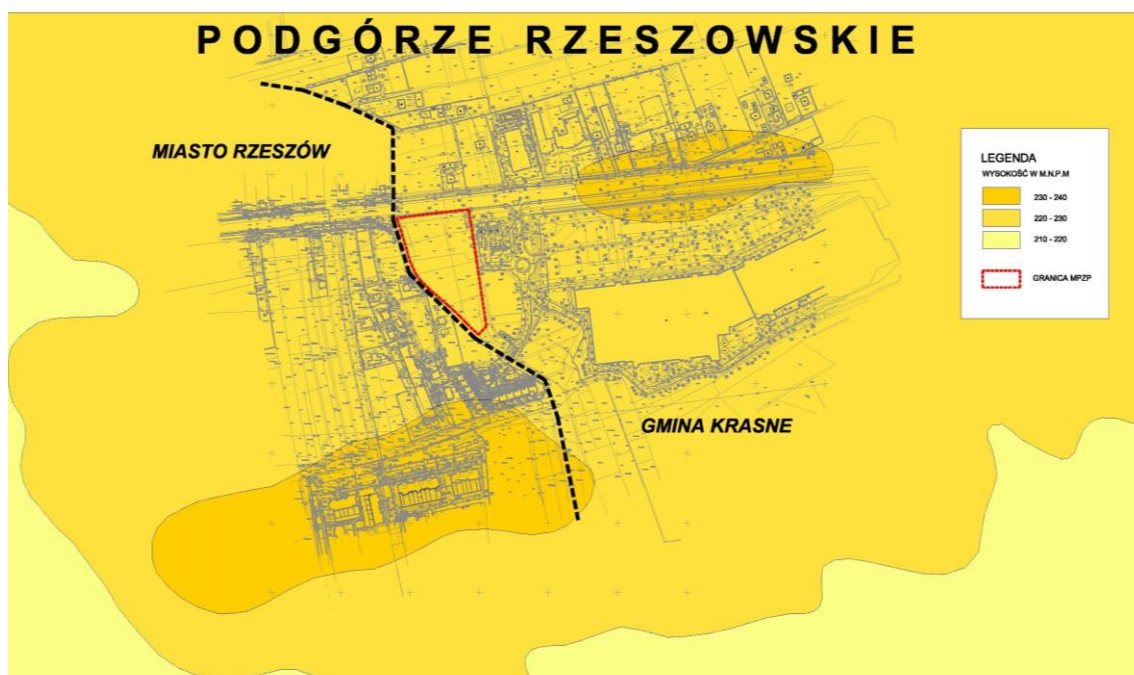 PODGÓRZE RZESZOWSKIE
MIASTO RZESZÓW
GMINA KRASNE
LEGENDA
WYSOKOŚĆ W M.N.P.M
230 - 240
220 - 230
210 - 220
GRANICA MPZP